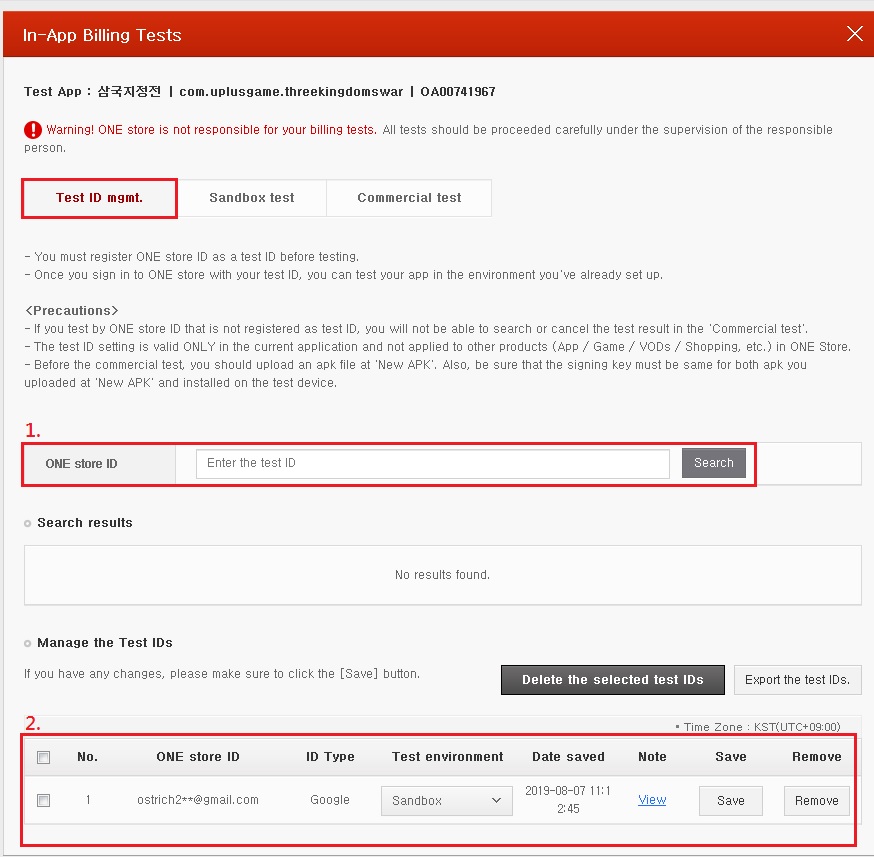 In-App Billing Tests
Test App : 삼국지정전 | com.uplusgame.threekingdomswar | OA00741967
Warning! ONE store is not responsible for your billing tests. All tests should be proceeded carefully under the supervision of the responsible
person.
Test ID mgmt. Sandbox test Commercial test
- You must register ONE store ID as a test ID before testing.
- Once you sign in to ONE store with your test ID, you can test your app in the environment you've already set up.
<Precautions>
- If you test by ONE store ID that is not registered as test ID, you will not be able to search or cancel the test result in the 'Commercial test'.
- The test ID setting is valid ONLY in the current application and not applied to other products (App / Game / VODs / Shopping, etc.) in ONE Store.
- Before the commercial test, you should upload an apk file at 'New APK'. Also, be sure that the signing key must be same for both apk you
uploaded at 'New APK' and installed on the test device.
1.
ONE store ID Enter the test ID Search
Search results
No results found.
Manage the Test IDs
If you have any changes, please make sure to click the [Save] button. Delete the selected test IDs Export the test IDs.
2.
• Time Zone : KST(UTC+09:00)
No. ONE store ID ID Type Test environment Date saved Note Save Remove
1 ostrich2**@gmail.com Google Sandbox 2019-08-07 11:1 View Save Remove
2:45